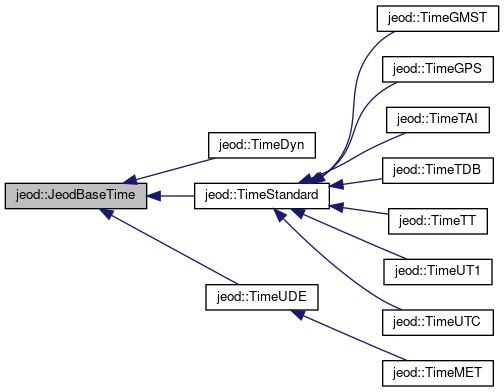 jeod::TimeGMST
jeod::TimeGPS
jeod::TimeTAI
jeod::TimeDyn
jeod::TimeTDB
jeod::JeodBaseTime
jeod::TimeStandard
jeod::TimeTT
jeod::TimeUT1
jeod::TimeUDE
jeod::TimeUTC
jeod::TimeMET